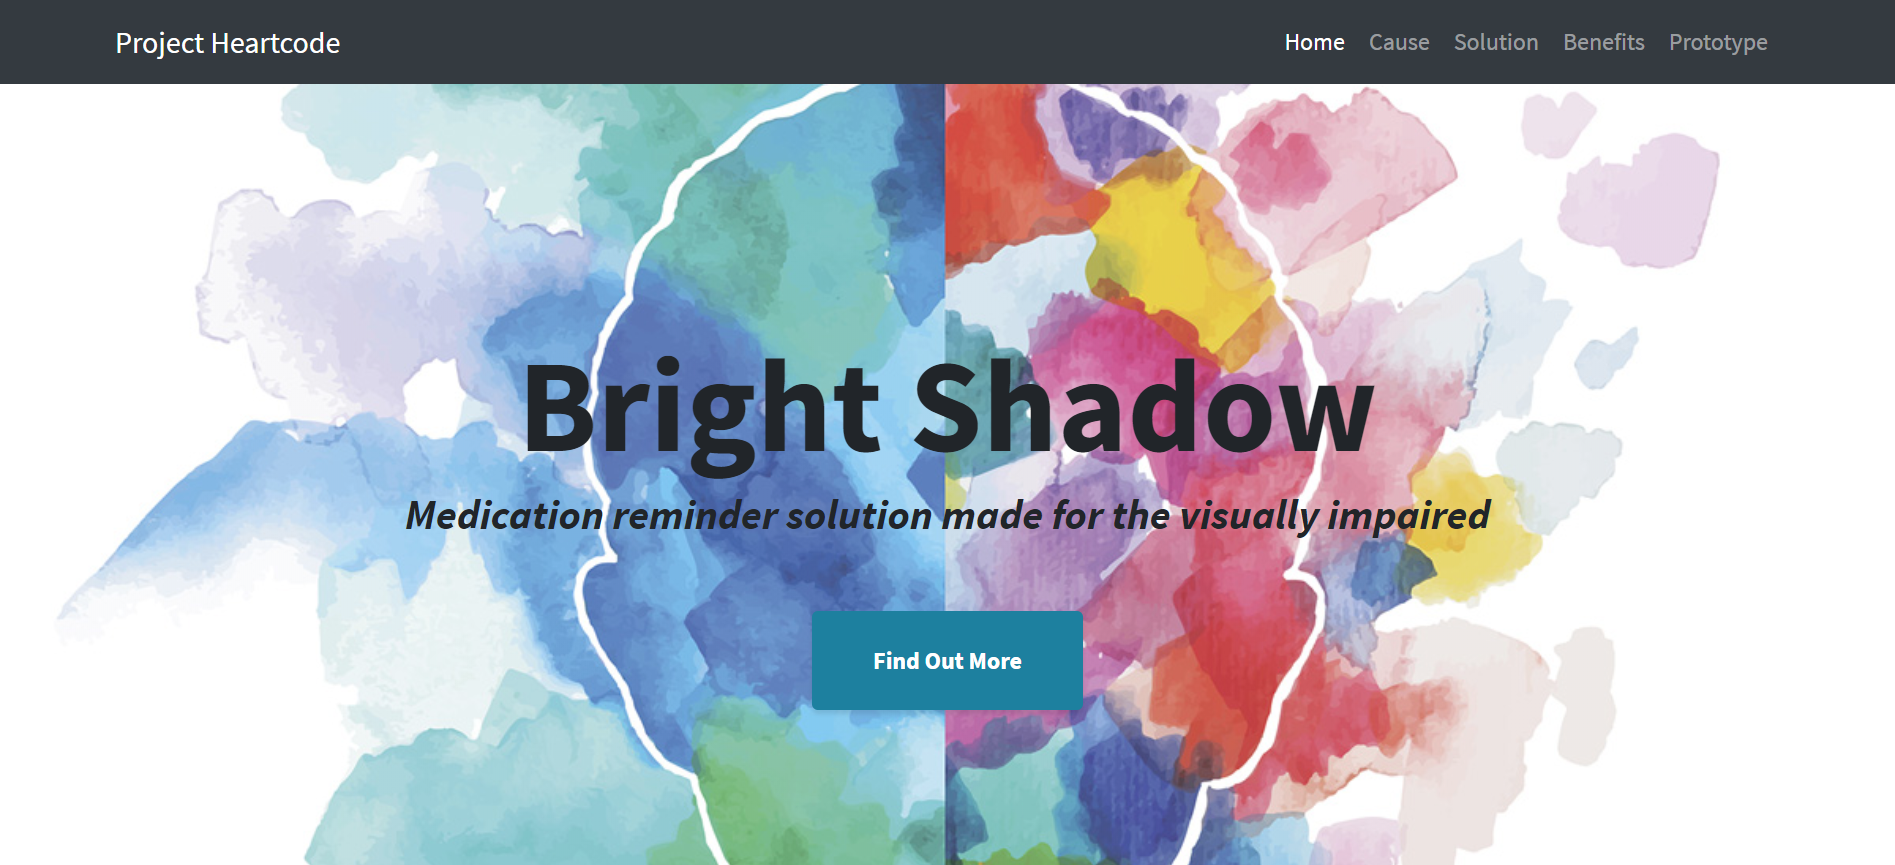 Project Heartcode
Home Cause Solution Benefits Prototype
Bright Shadow
Medication reminder solution made for the visually impaired
Find Out More